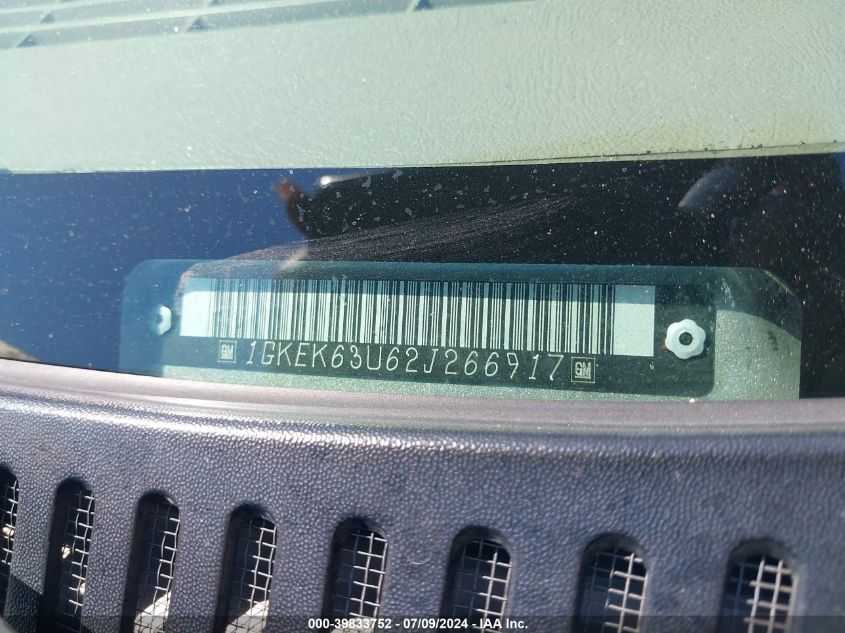 GM 1GKEK63U62J266917 GM
000-39833752 / 07/09/2024 - IAA Inc.